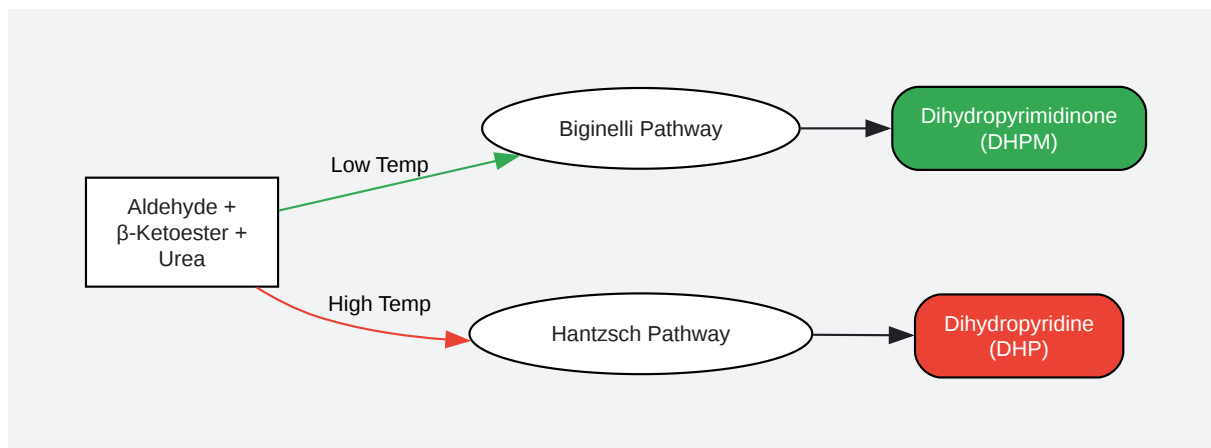 Aldehyde +
β-Ketoester +
Urea
Low Temp
High Temp
Biginelli Pathway
Hantzsch Pathway
Dihydropyrimidinone
(DHPM)
Dihydropyridine
(DHP)